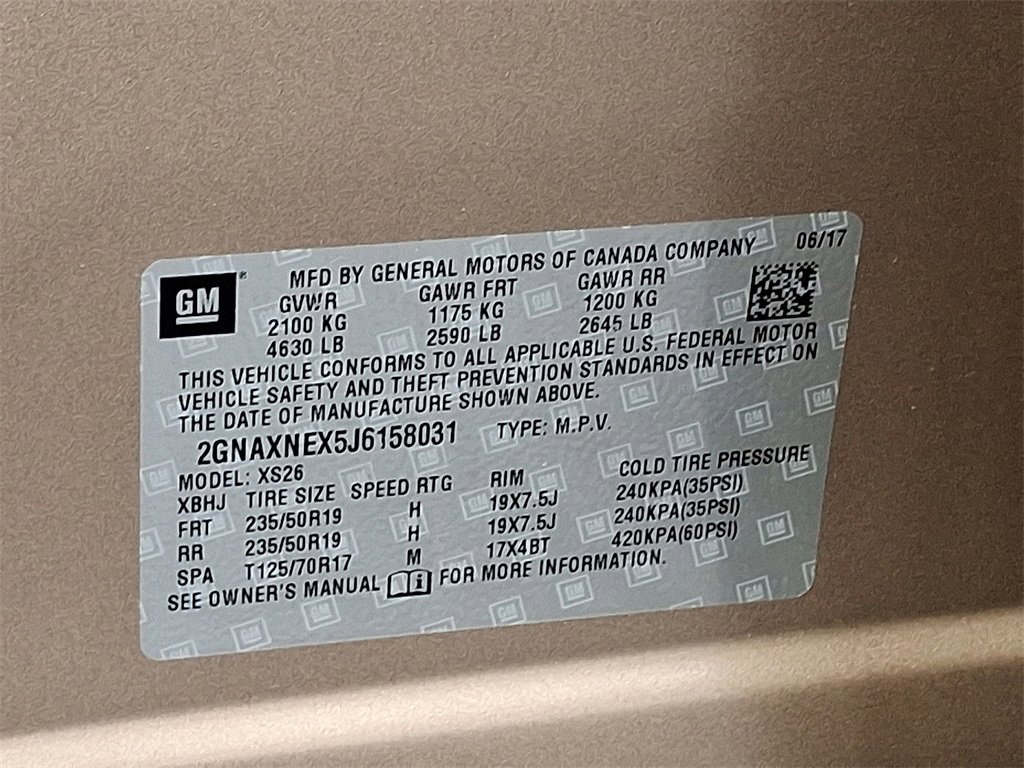 GM
MFD BY GENERAL MOTORS OF CANADA COMPANY 06/17
GVWR GAWR FRT GAWR RR
2100 KG 1175 KG 1200 KG
4630 LB 2590 LB 2645 LB
THIS VEHICLE CONFORMS TO ALL APPLICABLE U.S. FEDERAL MOTOR
VEHICLE SAFETY AND THEFT PREVENTION STANDARDS IN EFFECT ON
THE DATE OF MANUFACTURE SHOWN ABOVE.
2GNAXNEX5J6158031 TYPE: M.P.V.
MODEL: XS26
XBHJ TIRE SIZE SPEED RTG RIM COLD TIRE PRESSURE
FRT 235/50R19 H 19X7.5J 240KPA(35PSI)
RR 235/50R19 H 19X7.5J 240KPA(35PSI)
SPA T125/70R17 M 17X4BT 420KPA(60PSI)
SEE OWNER'S MANUAL FOR MORE INFORMATION.